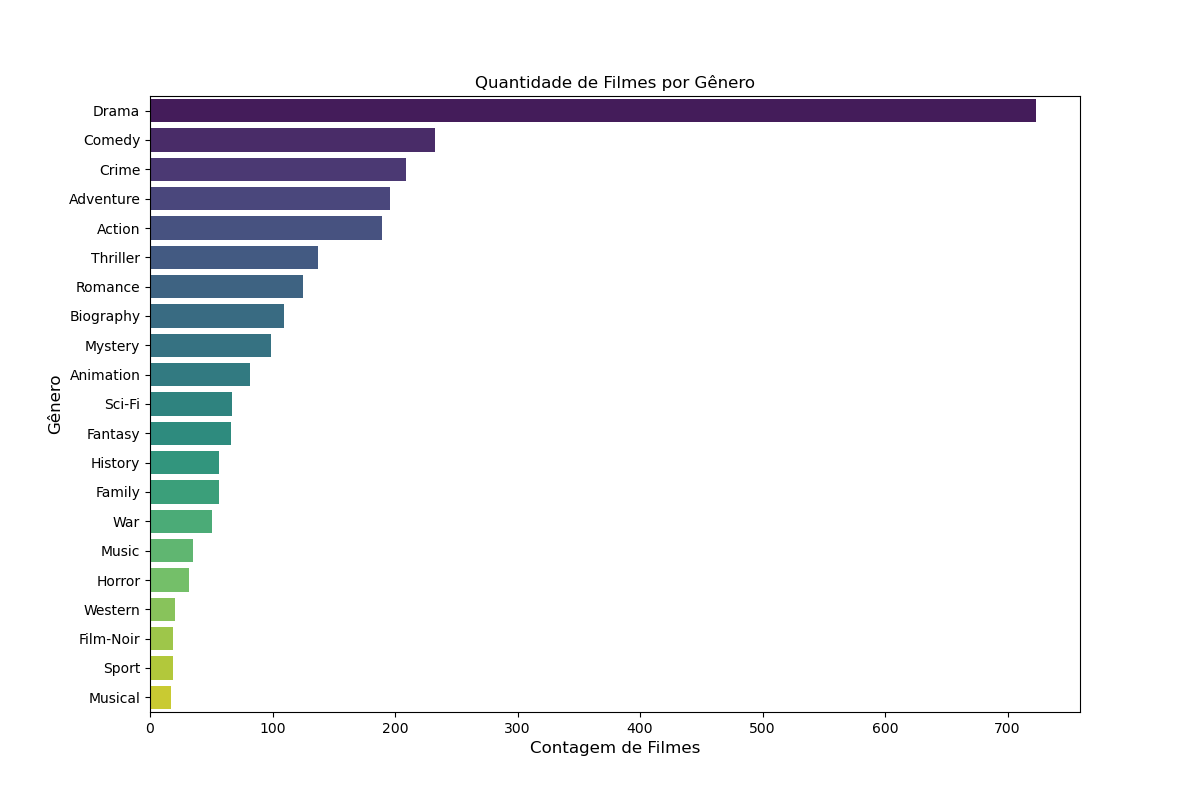 Quantidade de Filmes por Gênero
Drama
Comedy
Crime
Adventure
Action
Thriller
Romance
Biography
Mystery
Animation
Sci-Fi
Fantasy
History
Family
War
Music
Horror
Western
Film-Noir
Sport
Musical
Gênero
0 100 200 300 400 500 600 700
Contagem de Filmes